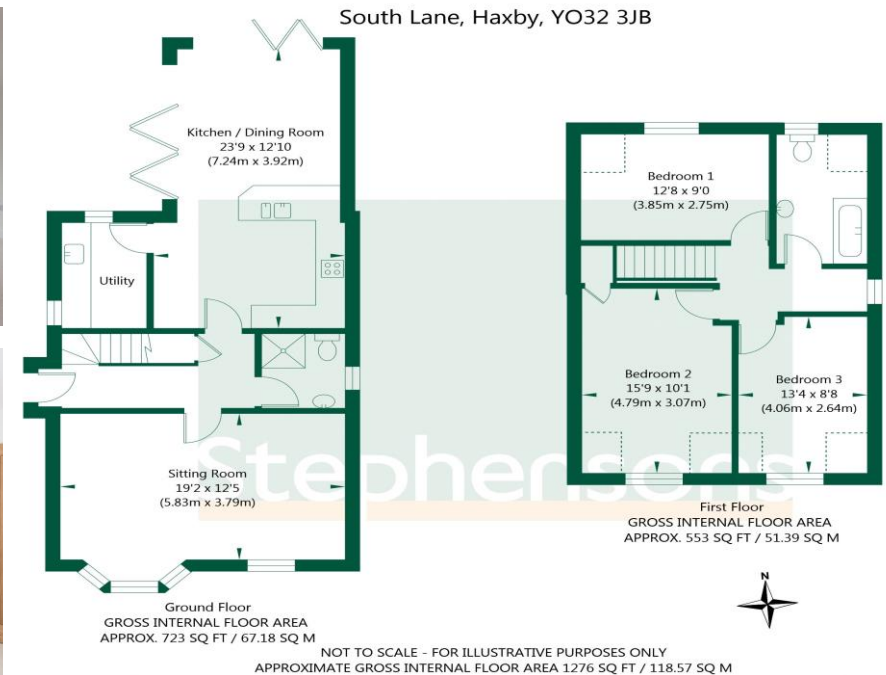 South Lane, Haxby, YO32 3JB
Kitchen / Dining Room
23'9 x 12'10
(7.24m x 3.92m)
Utility
Sitting Room
19'2 x 12'5
(5.83m x 3.79m)
Ground Floor
GROSS INTERNAL FLOOR AREA
APPROX. 723 SQ FT / 67.18 SQ M
Bedroom 1
12'8 x 9'0
(3.85m x 2.75m)
Bedroom 2
15'9 x 10'1
(4.79m x 3.07m)
Bedroom 3
13'4 x 8'8
(4.06m x 2.64m)
First Floor
GROSS INTERNAL FLOOR AREA
APPROX. 553 SQ FT / 51.39 SQ M
Stephensons
N
NOT TO SCALE - FOR ILLUSTRATIVE PURPOSES ONLY
APPROXIMATE GROSS INTERNAL FLOOR AREA 1276 SQ FT / 118.57 SQ M